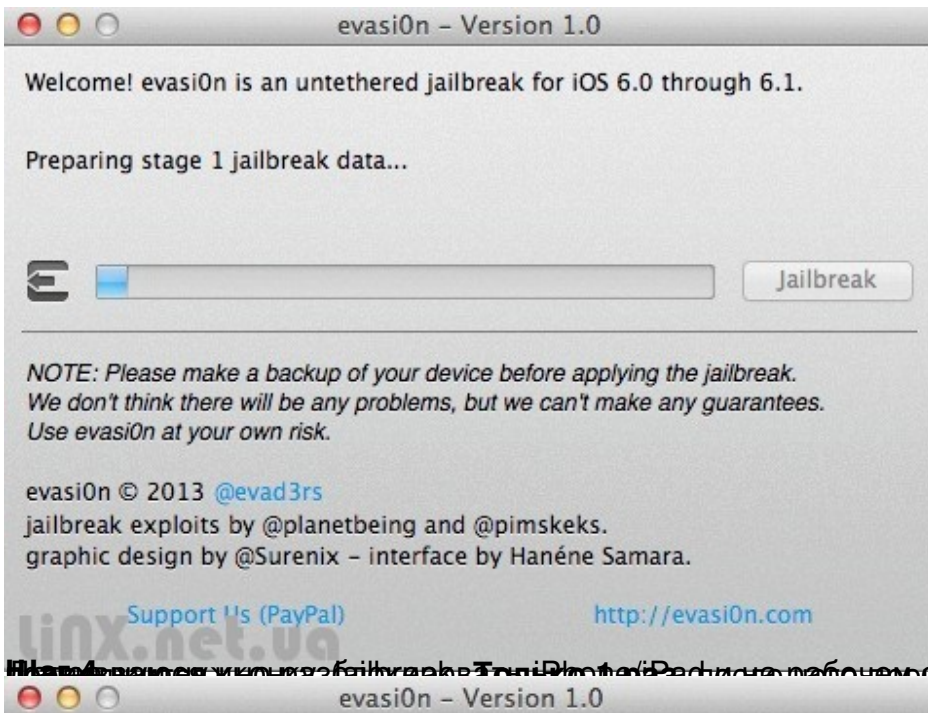 evasi0n – Version 1.0
Welcome! evasi0n is an untethered jailbreak for iOS 6.0 through 6.1.
Preparing stage 1 jailbreak data...
Jailbreak
NOTE: Please make a backup of your device before applying the jailbreak.
We don't think there will be any problems, but we can't make any guarantees.
Use evasi0n at your own risk.
evasi0n © 2013 @evad3rs
jailbreak exploits by @planetbeing and @pimskeks.
graphic design by @Surenix – interface by Hanéne Samara.
Support Us (PayPal) http://evasi0n.com
liNX.net.ua
evasi0n – Version 1.0